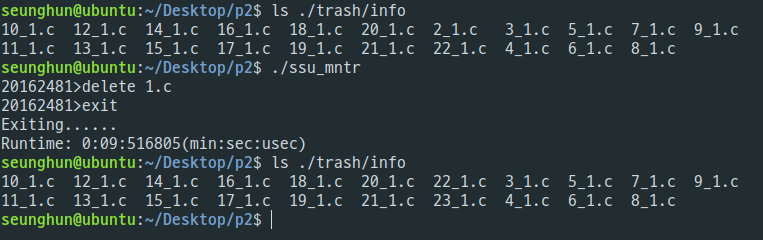 seunghun@ubuntu:~/Desktop/p2$ ls ./trash/info
10_1.c  12_1.c  14_1.c  16_1.c  18_1.c  20_1.c  2_1.c   3_1.c  5_1.c  7_1.c  9_1.c
11_1.c  13_1.c  15_1.c  17_1.c  19_1.c  21_1.c  22_1.c  4_1.c  6_1.c  8_1.c
seunghun@ubuntu:~/Desktop/p2$ ./ssu_mntr
20162481>delete 1.c
20162481>exit
Exiting......
Runtime: 0:09:516805(min:sec:usec)
seunghun@ubuntu:~/Desktop/p2$ ls ./trash/info
10_1.c  12_1.c  14_1.c  16_1.c  18_1.c  20_1.c  22_1.c  3_1.c  5_1.c  7_1.c  9_1.c
11_1.c  13_1.c  15_1.c  17_1.c  19_1.c  21_1.c  23_1.c  4_1.c  6_1.c  8_1.c
seunghun@ubuntu:~/Desktop/p2$